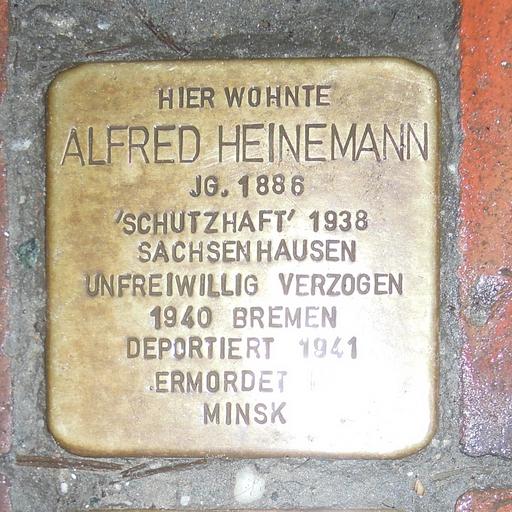 HIER WOHNTE
ALFRED HEINEMANN
JG. 1886
'SCHUTZHAFT' 1938
SACHSENHAUSEN
UNFREIWILLIG VERZOGEN
1940 BREMEN
DEPORTIERT 1941
ERMORDET
MINSK